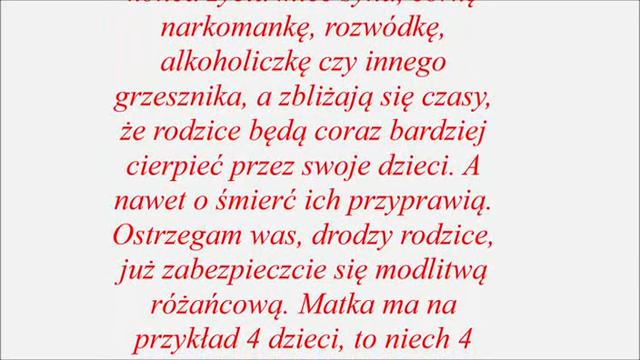 narkomankę, rozwódkę,
alkoholiczkę czy innego
grzesznika, a zbliżają się czasy,
że rodzice będą coraz bardziej
cierpieć przez swoje dzieci. A
nawet o śmierć ich przyprawią.
Ostrzegam was, drodzy rodzice,
już zabezpieczcie się modlitwą
różańcową. Matka ma na
przykład 4 dzieci, to niech 4